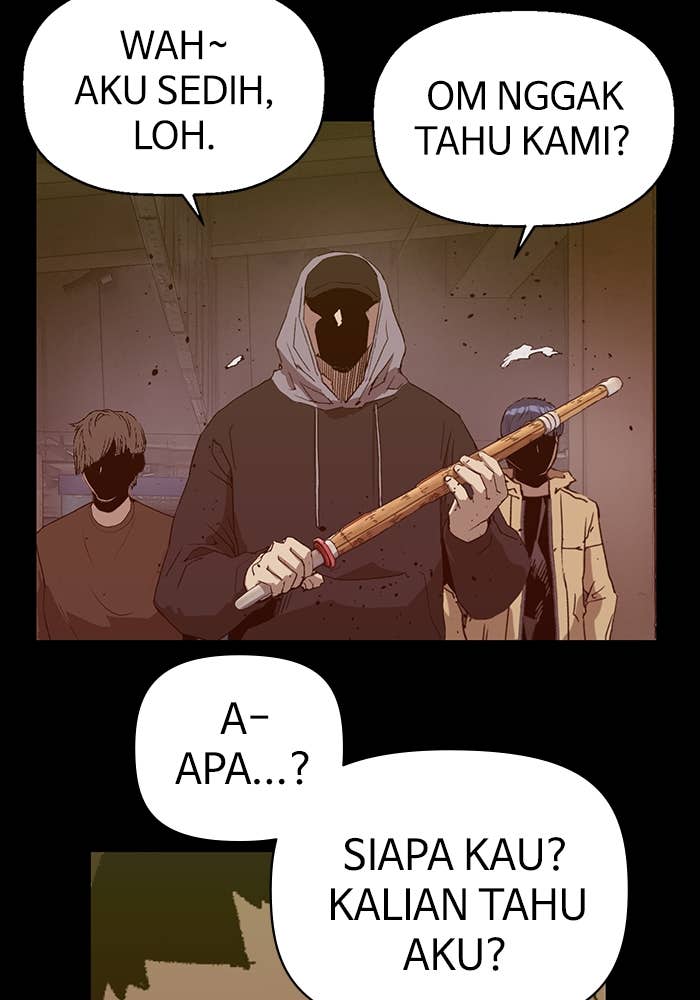 WAH~
AKU SEDIH,
LOH.
OM NGGAK
TAHU KAMI?
A-
APA...?
SIAPA KAU?
KALIAN TAHU
AKU?